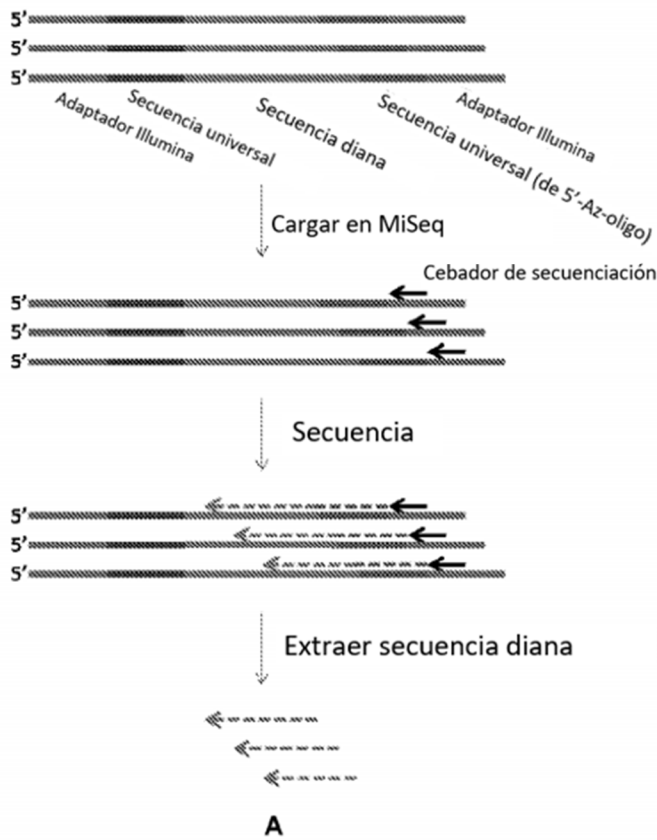 5'
5'
5'
Adaptador Illumina
Secuencia universal
Secuencia diana
Secuencia universal (de 5'-Az-oligo)
Adaptador Illumina
Cargar en MiSeq
Cebador de secuenciación
5'
5'
5'
Secuencia
5'
5'
5'
Extraer secuencia diana
A